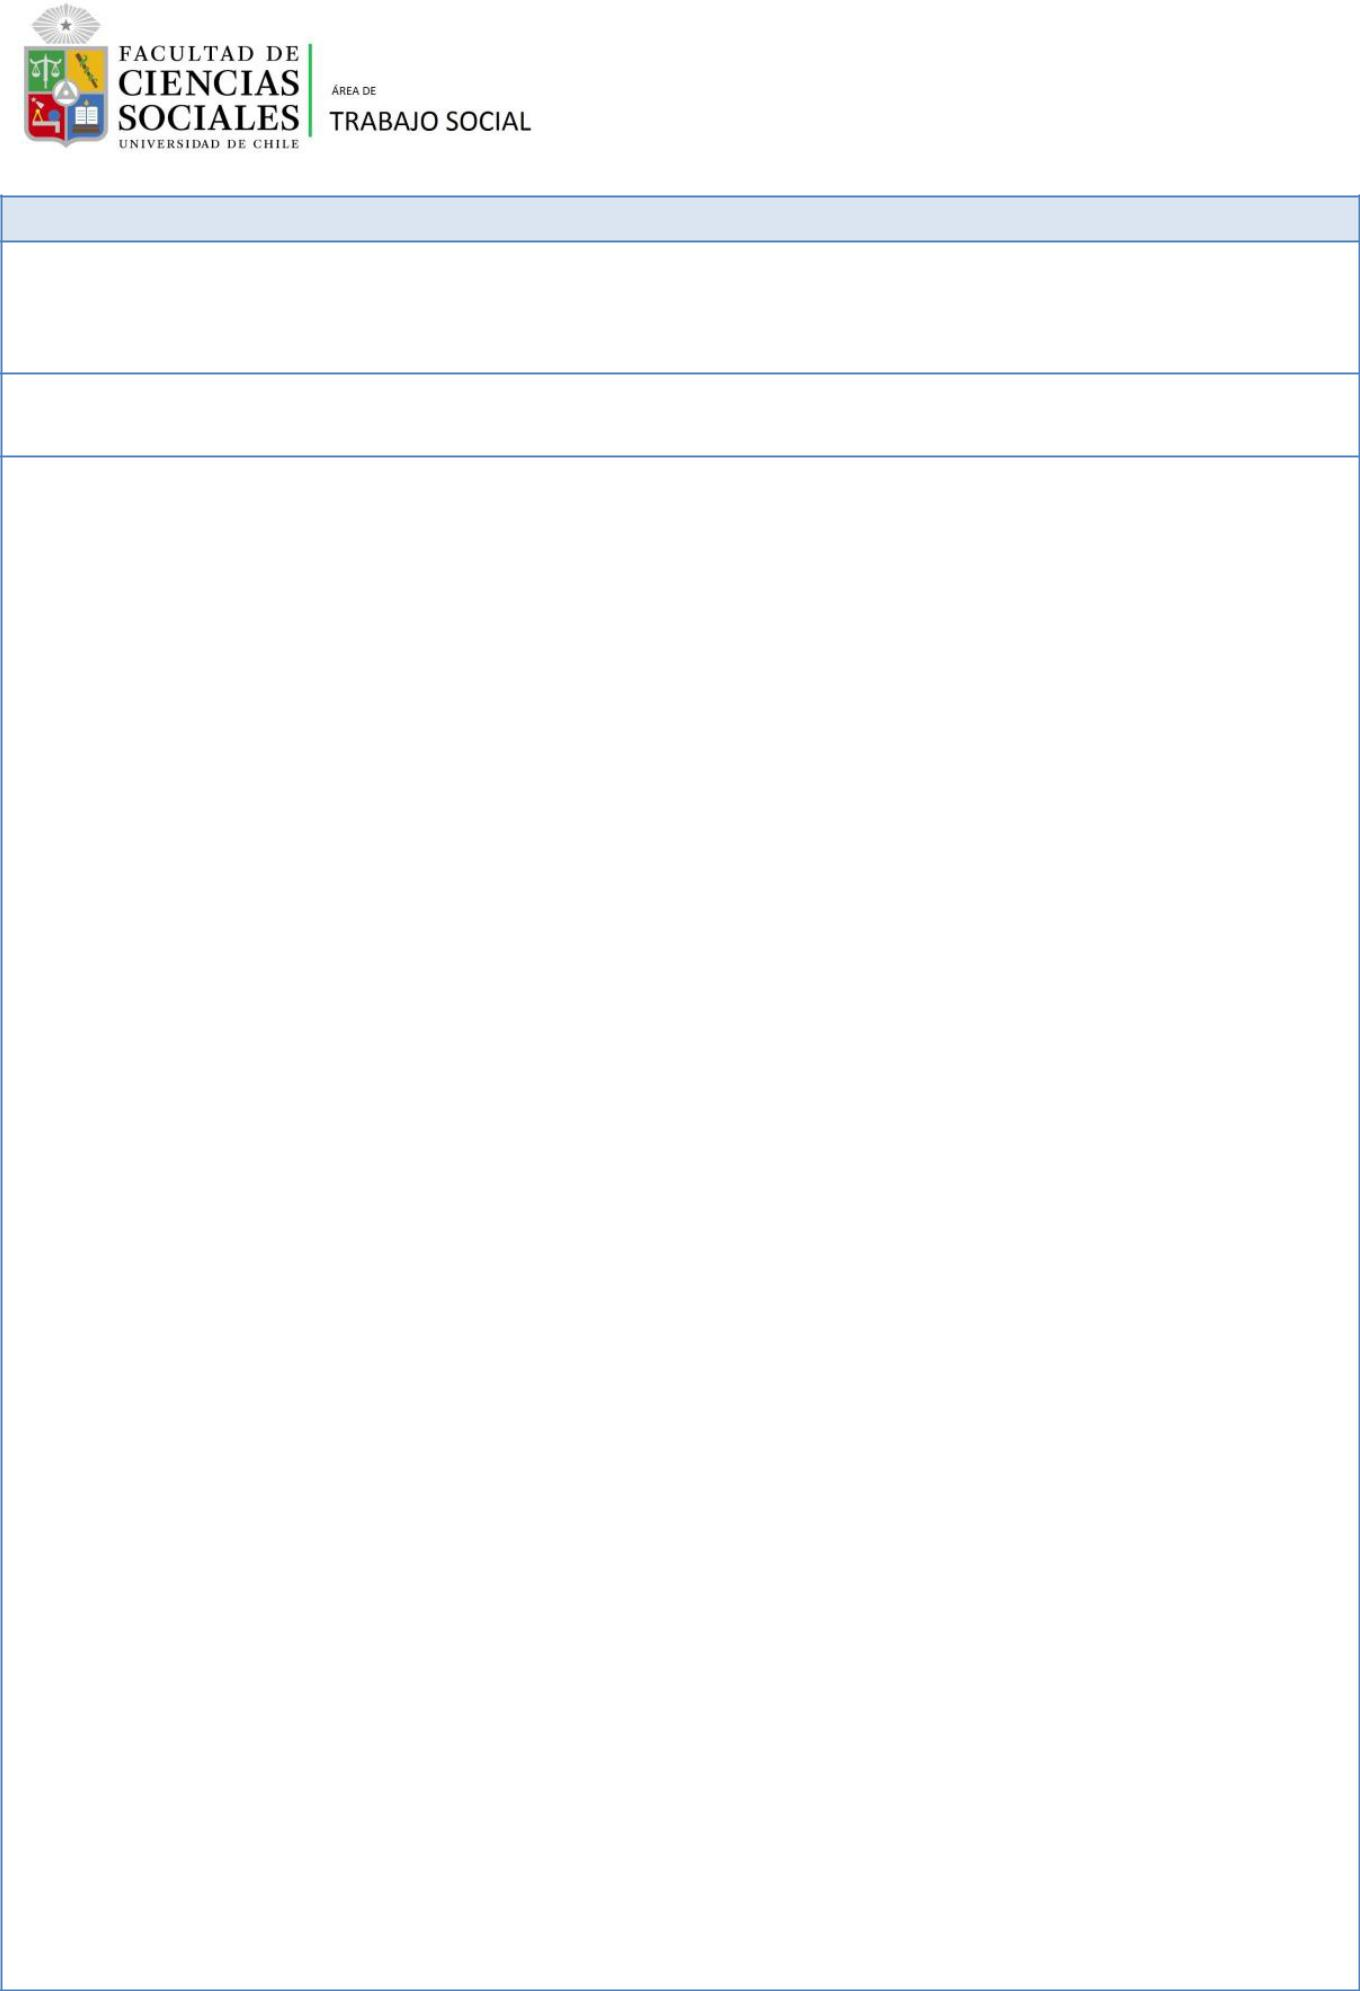 FACULTAD DE
CIENCIAS
SOCIALES
UNIVERSIDAD DE CHILE
ÁREA DE
TRABAJO SOCIAL